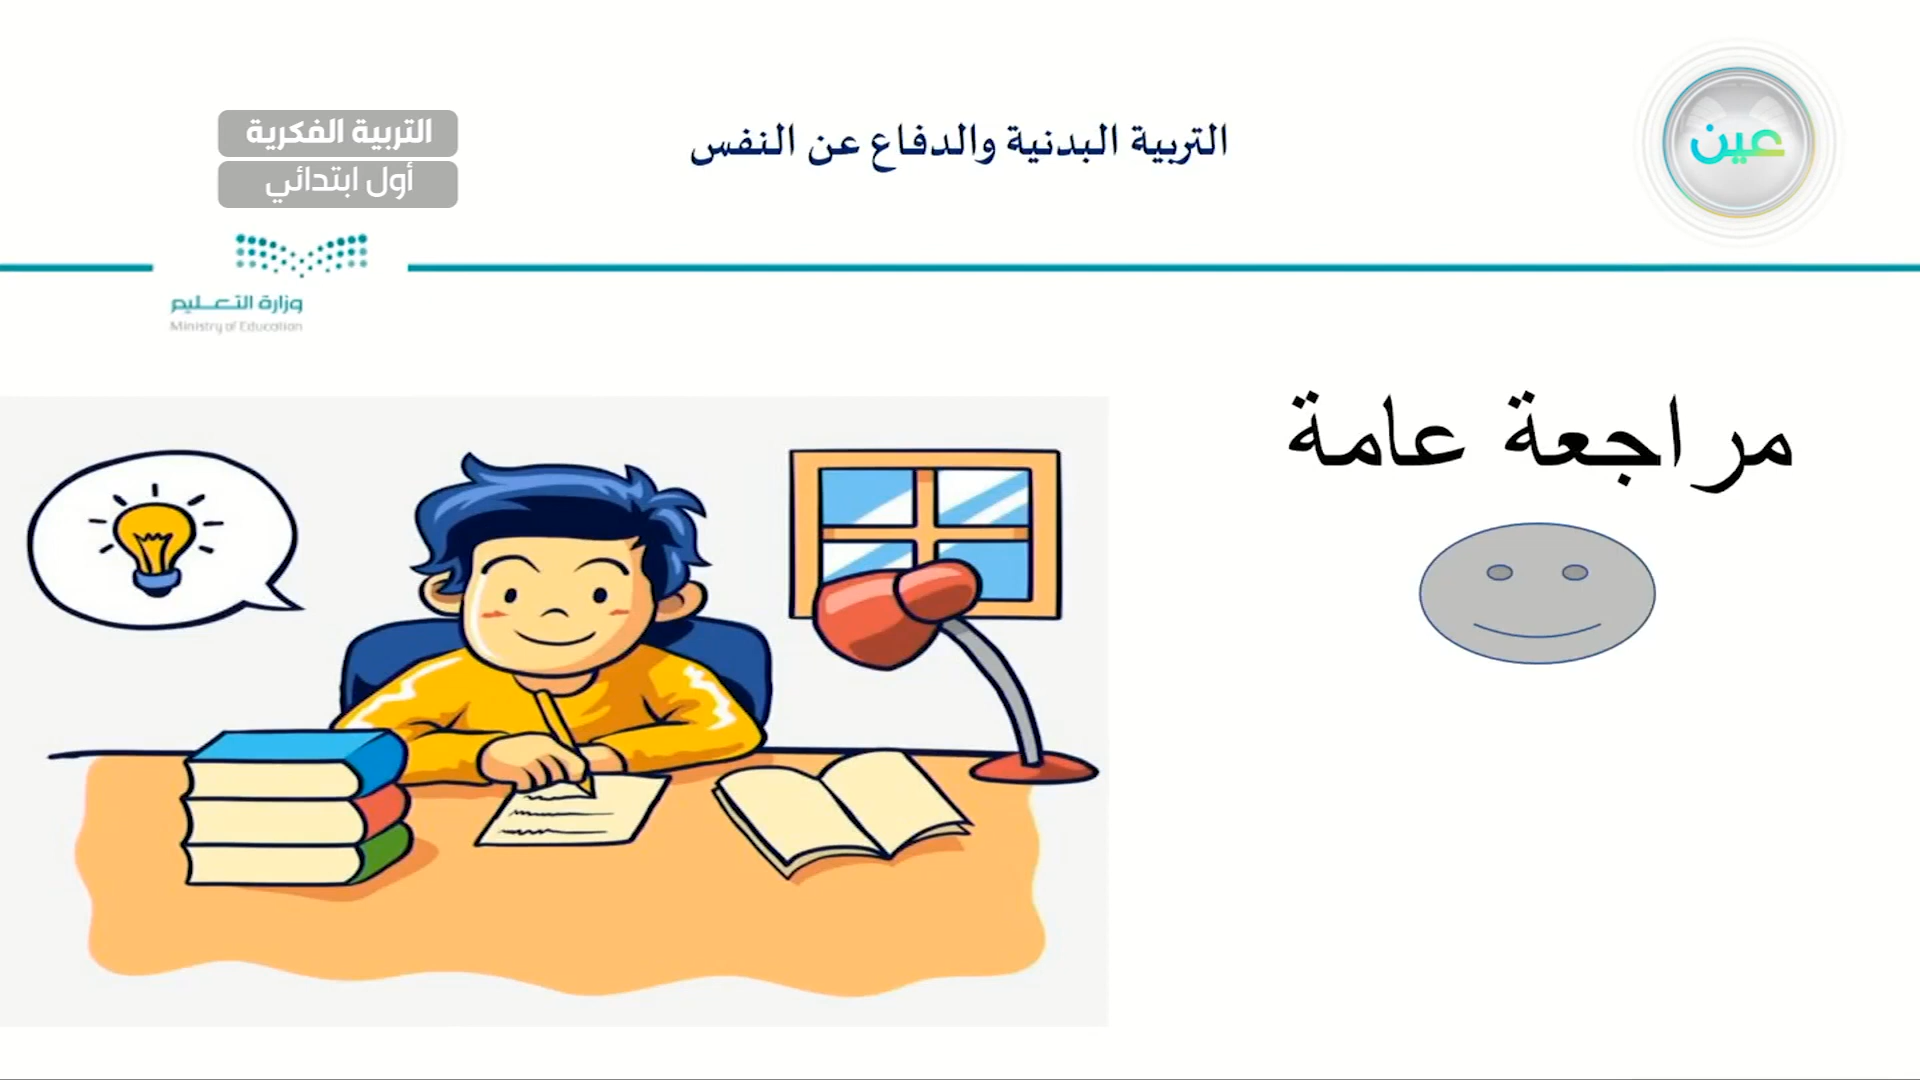 عين
التربية البدنية والدفاع عن النفس
التربية الفكرية
أول ابتدائي
وزارة التعليم
Ministry of Education
مراجعة عامة